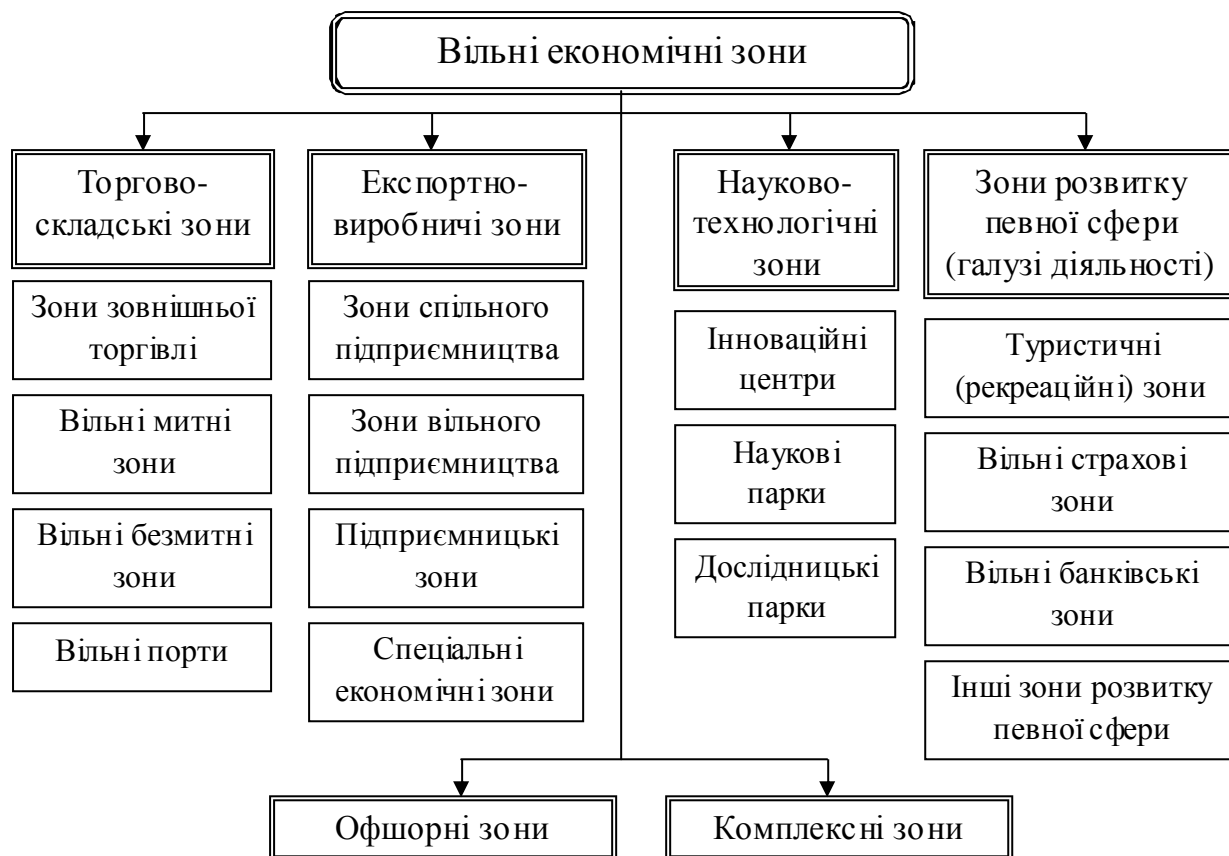 Вільні економічні зони
Торгово-
складські зони
Зони зовнішньої
торгівлі
Вільні митні
зони
Вільні безмитні
зони
Вільні порти
Експортно-
виробничі зони
Зони спільного
підприємництва
Зони вільного
підприємництва
Підприємницькі
зони
Спеціальні
економічні зони
Науково-
технологічні
зони
Інноваційні
центри
Наукові
парки
Дослідницькі
парки
Зони розвитку
певної сфери
(галузі діяльності)
Туристичні
(рекреаційні) зони
Вільні страхові
зони
Вільні банківські
зони
Інші зони розвитку
певної сфери
Офшорні зони
Комплексні зони